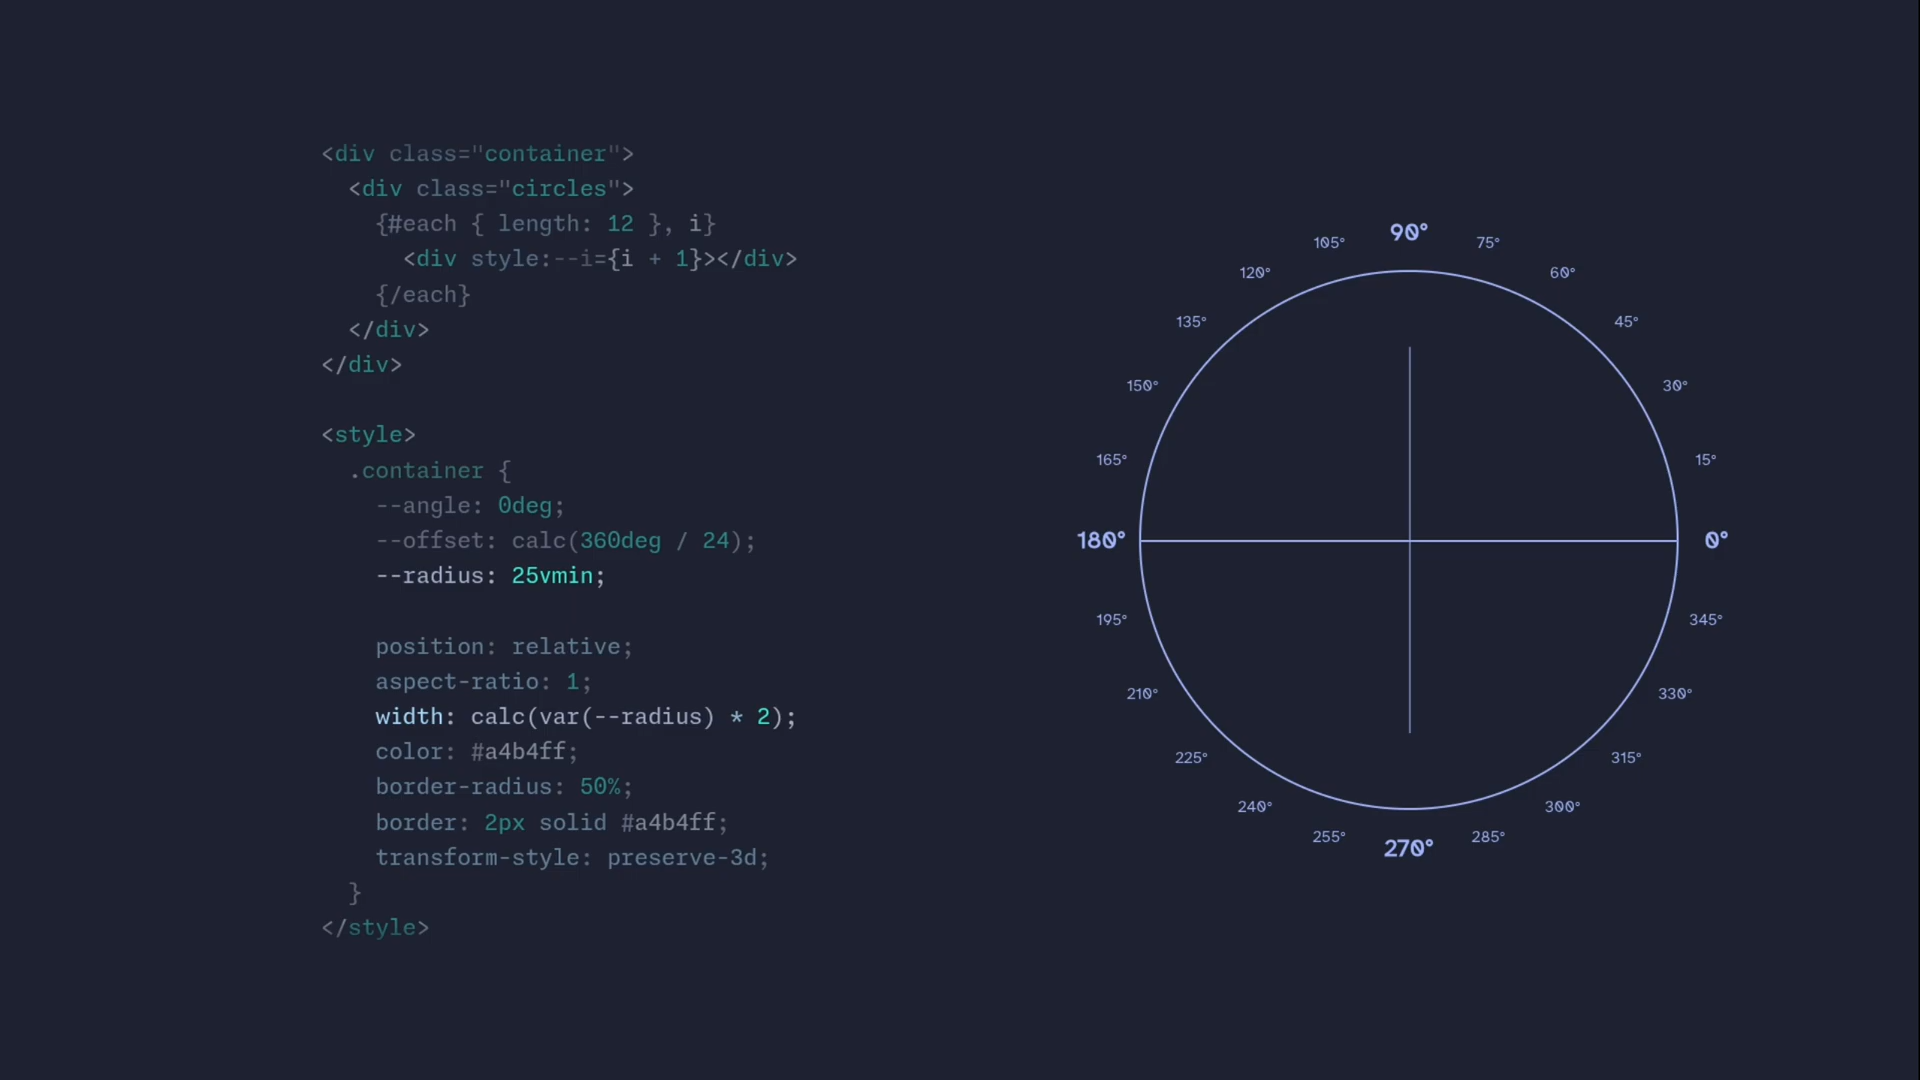 <div class="container">
  <div class="circles">
    {#each { length: 12 }, i}
      <div style:--i={i + 1}></div>
    {/each}
  </div>
</div>

<style>
  .container {
    --angle: 0deg;
    --offset: calc(360deg / 24);
    --radius: 25vmin;

    position: relative;
    aspect-ratio: 1;
    width: calc(var(--radius) * 2);
    color: #a4b4ff;
    border-radius: 50%;
    border: 2px solid #a4b4ff;
    transform-style: preserve-3d;
  }
</style>
90°
105°
75°
120°
60°
135°
45°
150°
30°
165°
15°
180°
0°
195°
345°
210°
330°
225°
315°
240°
300°
255°
285°
270°